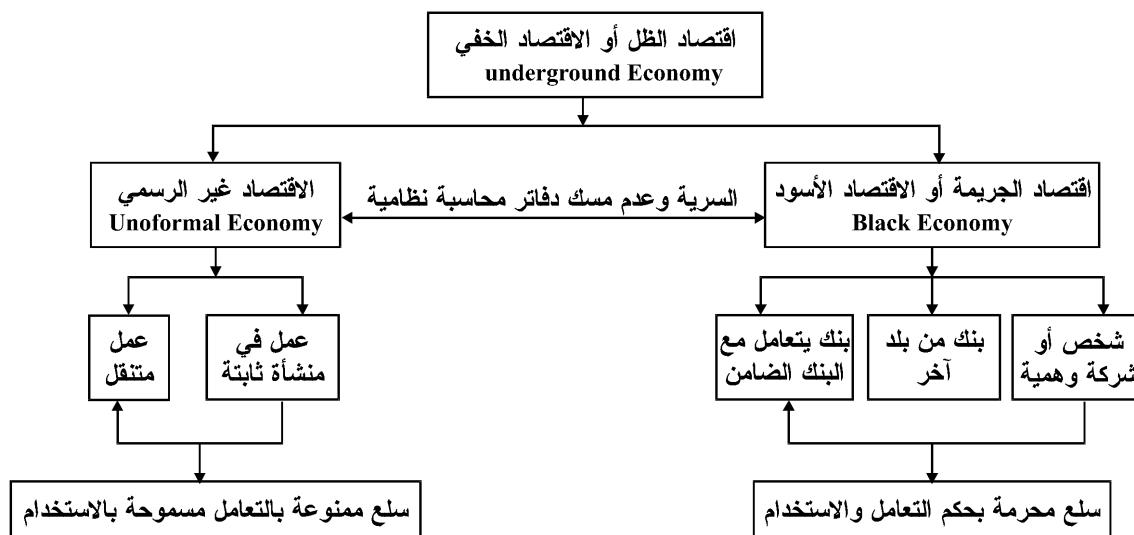 اقتصاد الظل أو الاقتصاد الخفي
underground Economy
اقتصاد الجريمة أو الاقتصاد الأسود
Black Economy
السرية وعدم مسك دفاتر محاسبة نظامية
الاقتصاد غير الرسمي
Unoformal Economy
شخص أو
شركة وهمية
بنك من بلد
آخر
بنك يتعامل مع
البنك الضامن
عمل في
منشأة ثابتة
عمل
متنقل
سلع محرمة بحكم التعامل والاستخدام
سلع ممنوعة بالتعامل مسموحة بالاستخدام